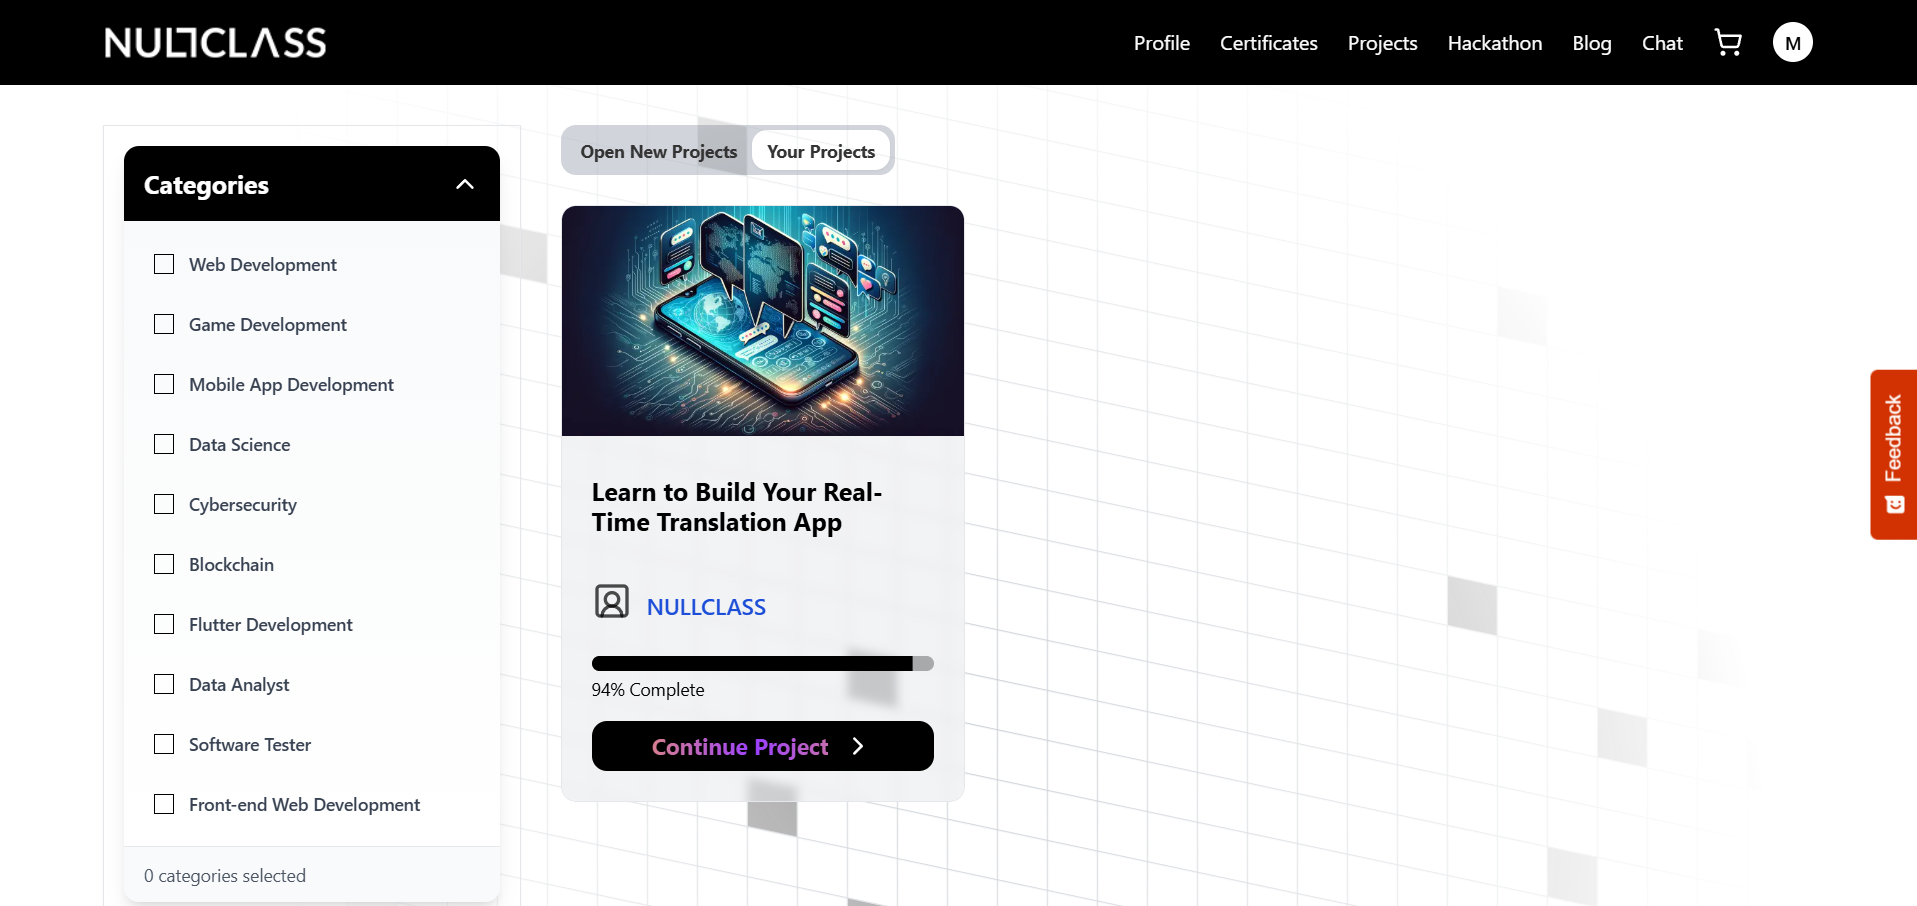 NULLCLASS
Profile
Certificates
Projects
Hackathon
Blog
Chat
M
Categories
Web Development
Game Development
Mobile App Development
Data Science
Cybersecurity
Blockchain
Flutter Development
Data Analyst
Software Tester
Front-end Web Development
0 categories selected
Open New Projects
Your Projects
Learn to Build Your Real-
Time Translation App
NULLCLASS
94% Complete
Continue Project
Feedback